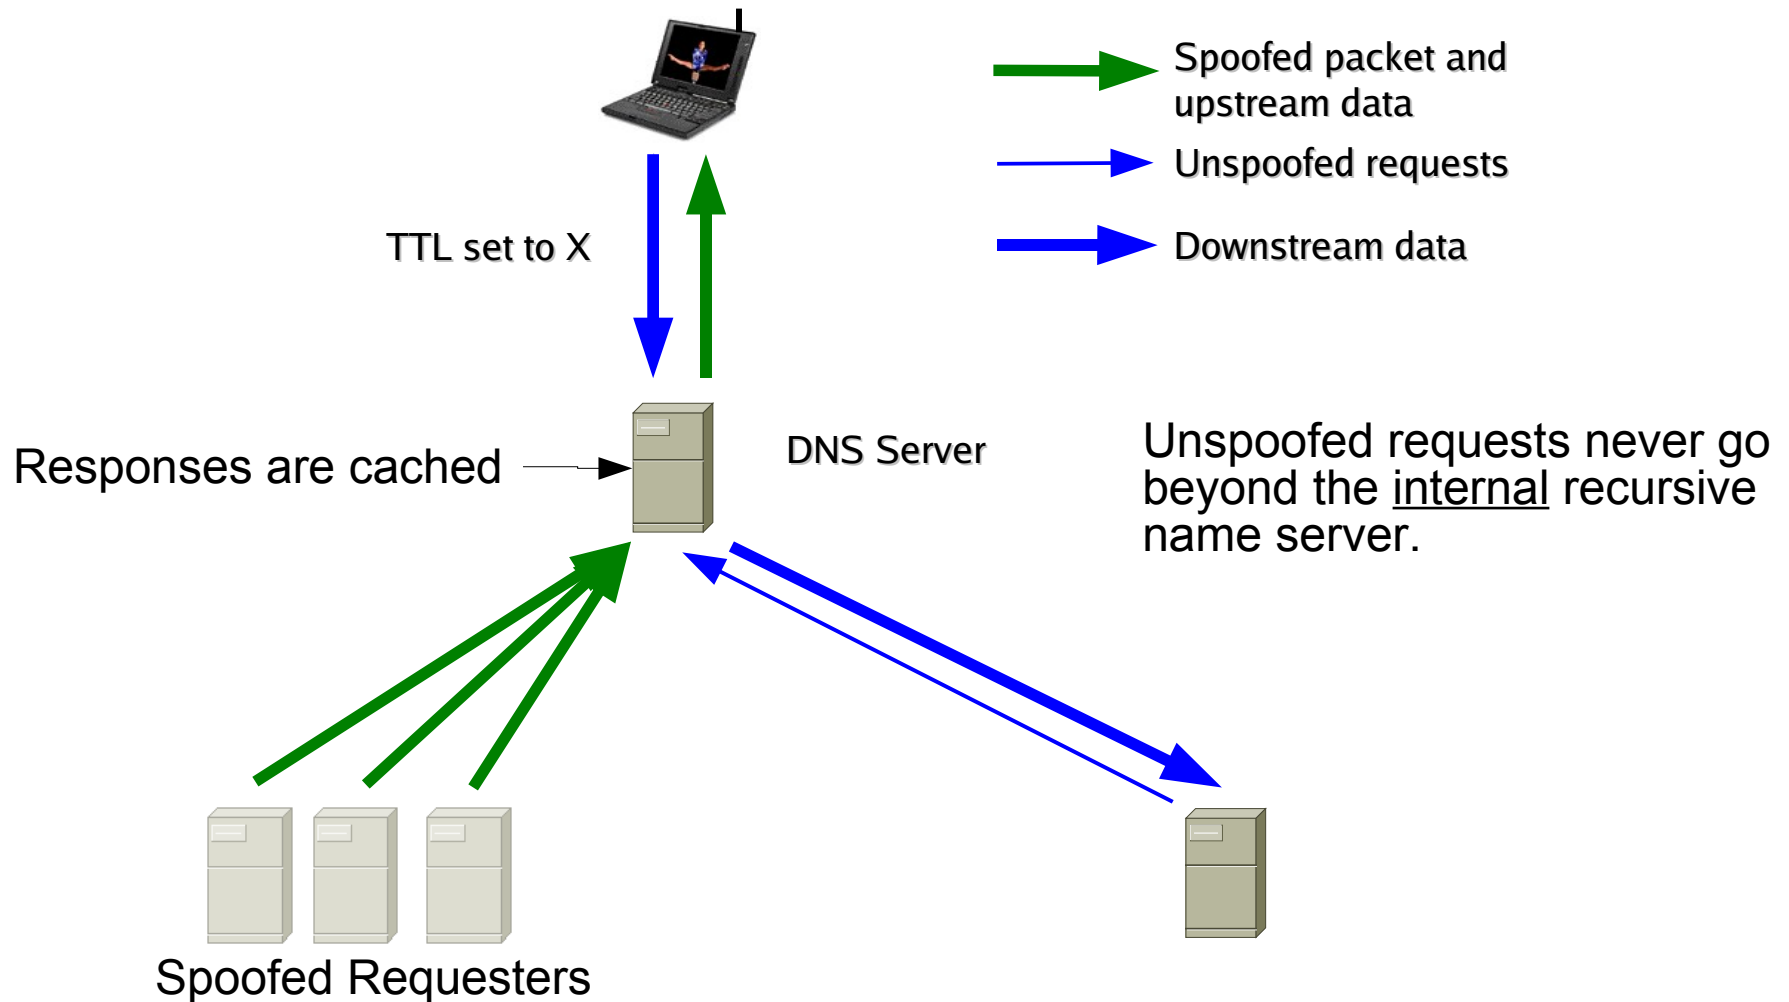 Spoofed packet and
upstream data
Unspoofed requests
TTL set to X
Downstream data
Responses are cached
DNS Server
Unspoofed requests never go
beyond the internal recursive
name server.
Spoofed Requesters